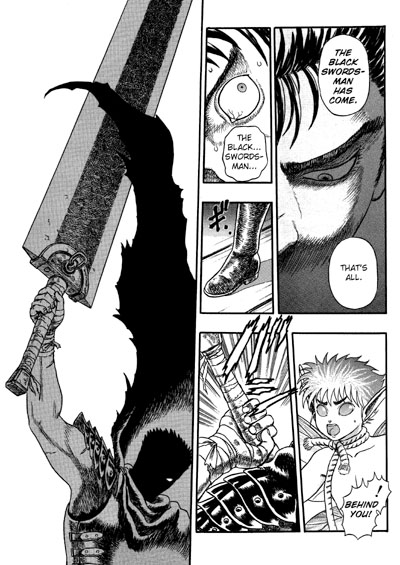 THE
BLACK
SWORDS-
MAN
HAS
COME.
THAT'S
ALL.
THE
BLACK...
SWORDS-
MAN...
!
BEHIND
YOU!